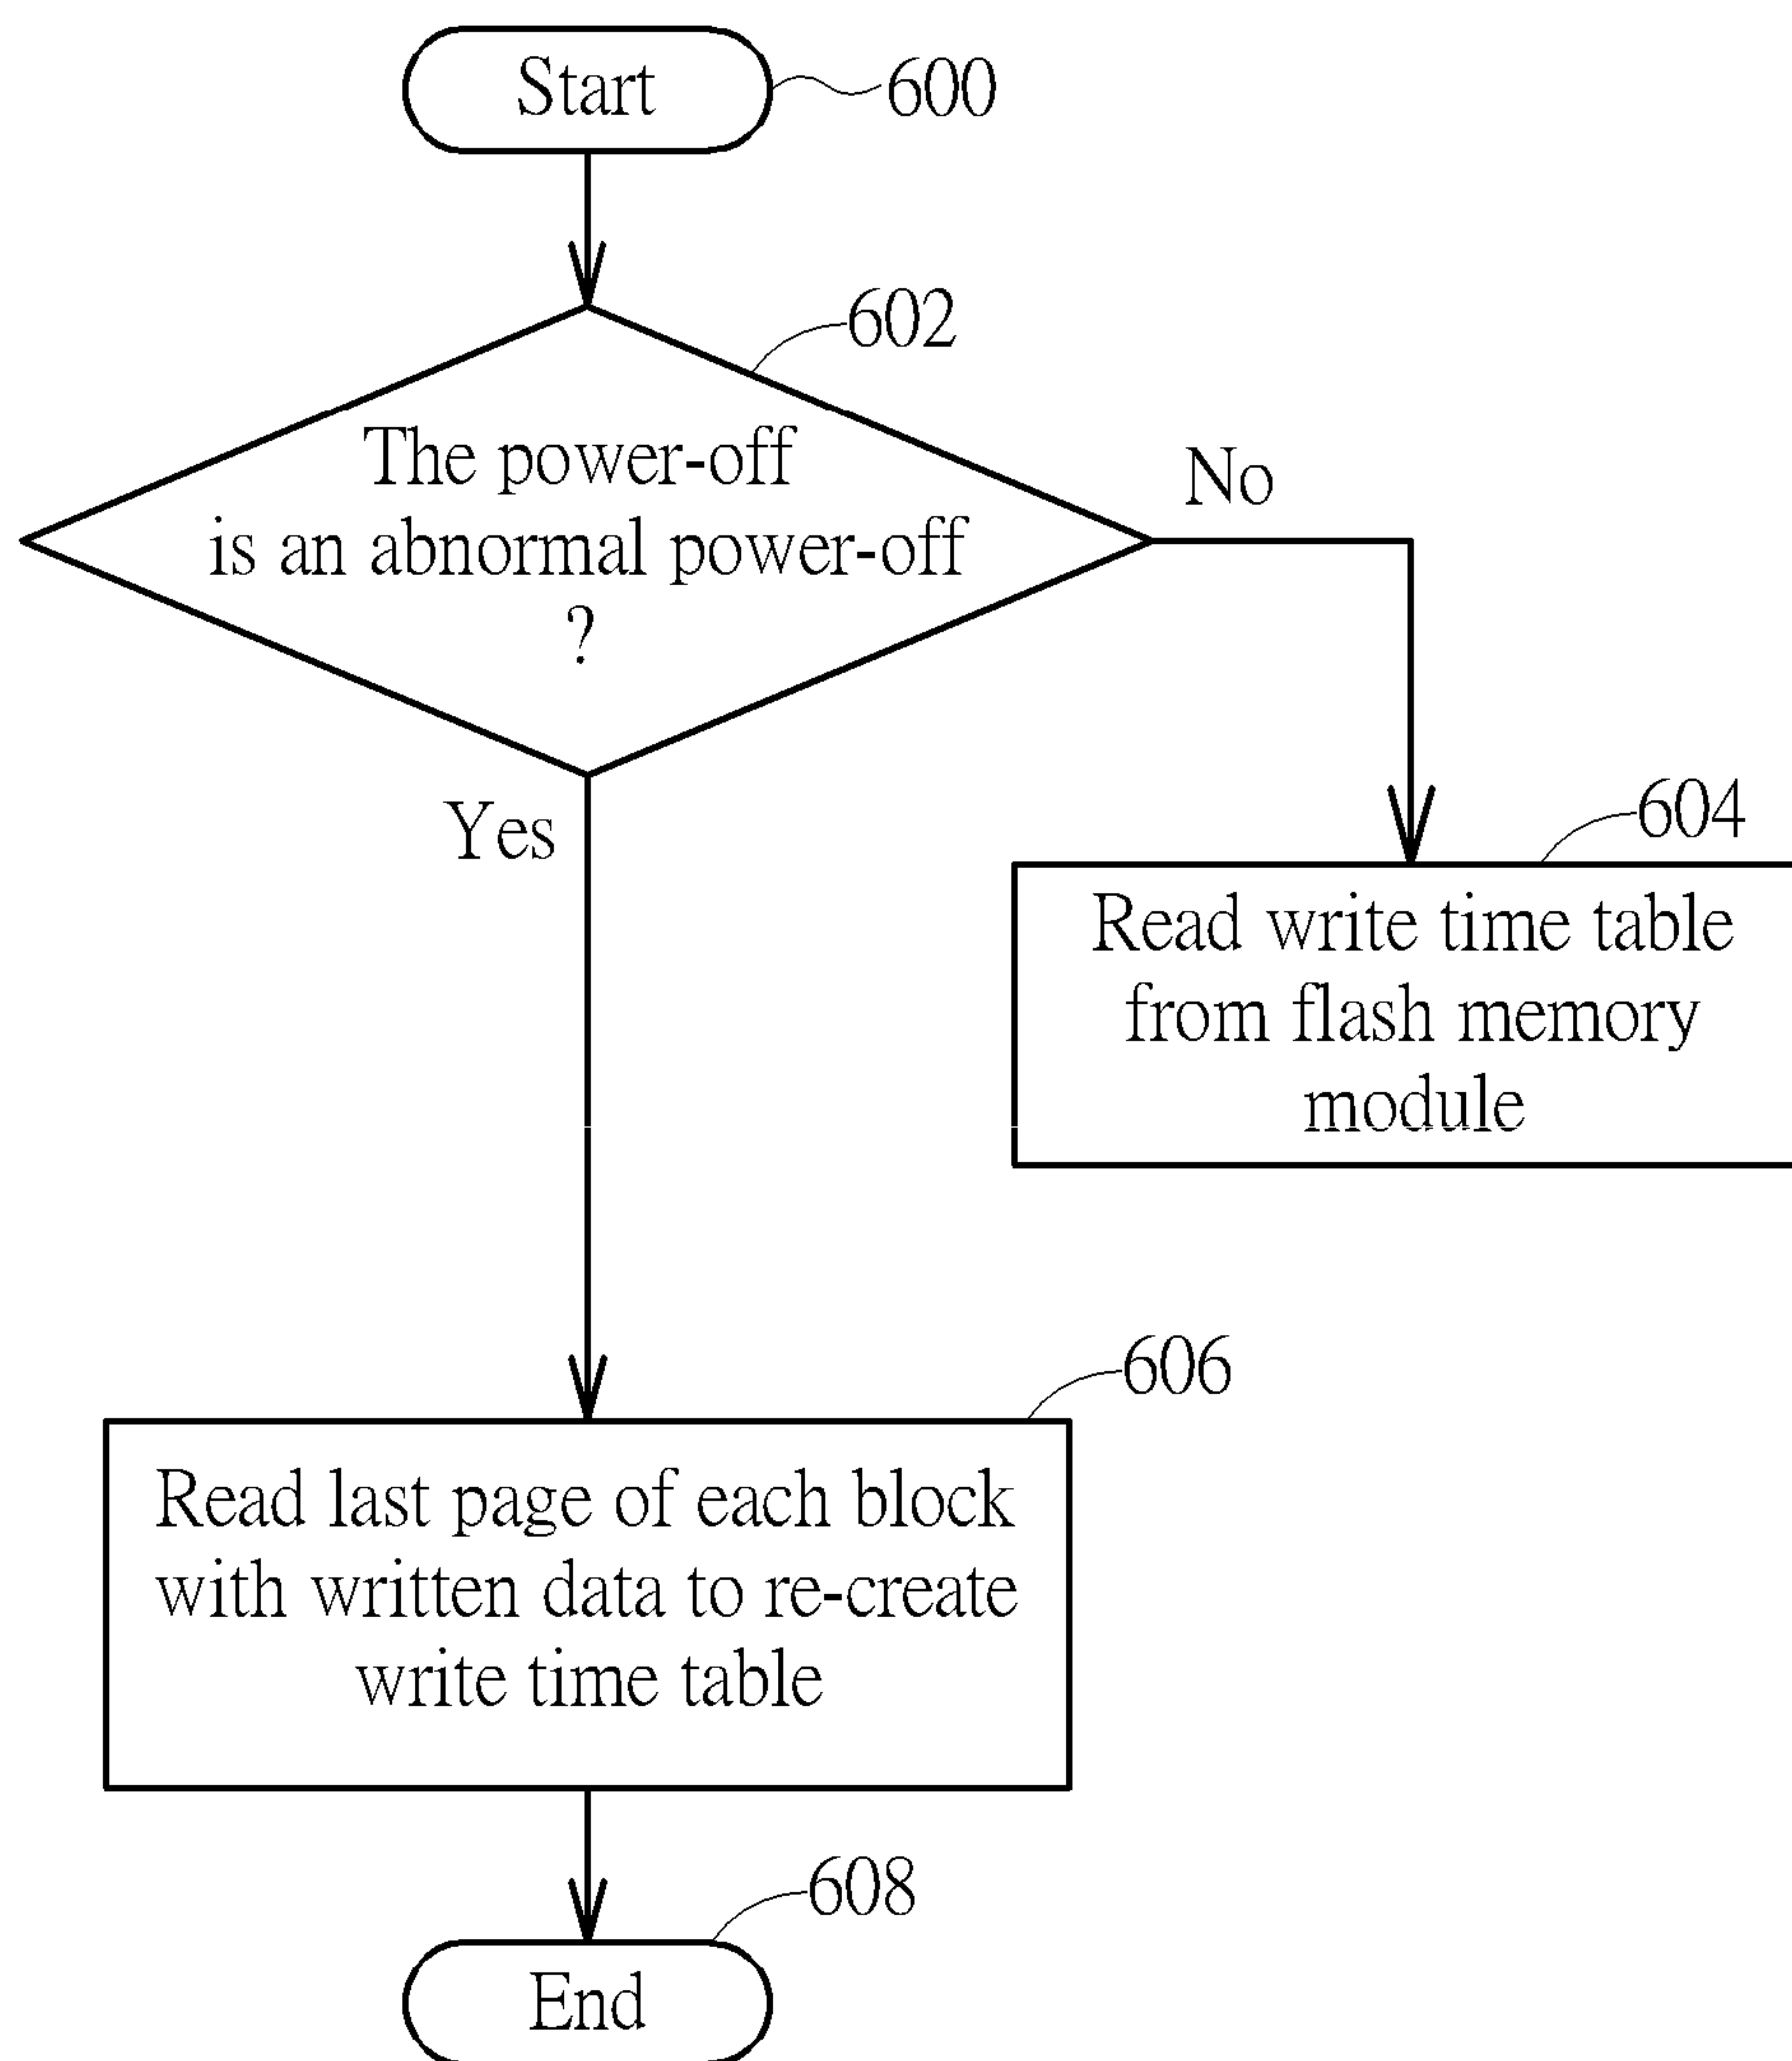 Start
600
602
The power-off
is an abnormal power-off
?
No
Yes
604
Read write time table
from flash memory
module
606
Read last page of each block
with written data to re-create
write time table
608
End